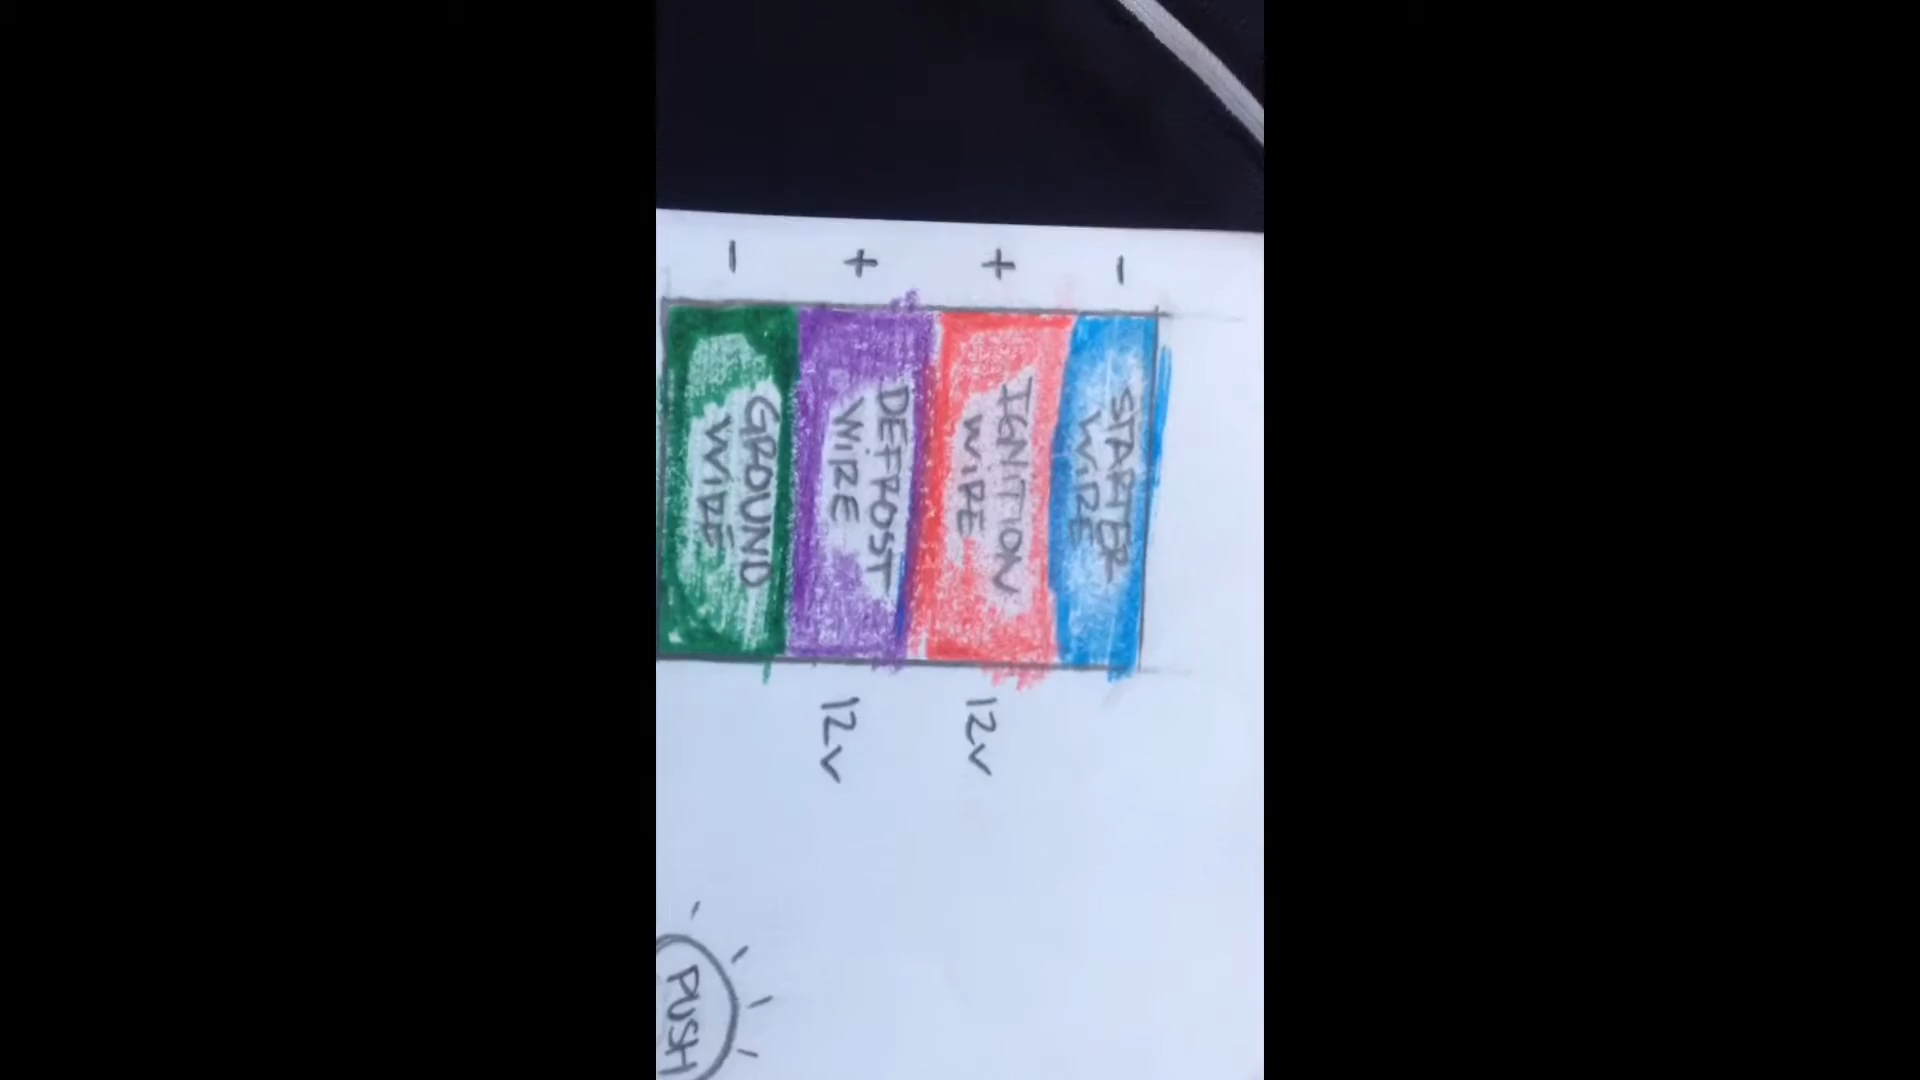 -
STARTER
WIRE
+
IGNITION
WIRE
12V
+
DEFROST
WIRE
12V
-
GROUND
WIRE
PUSH